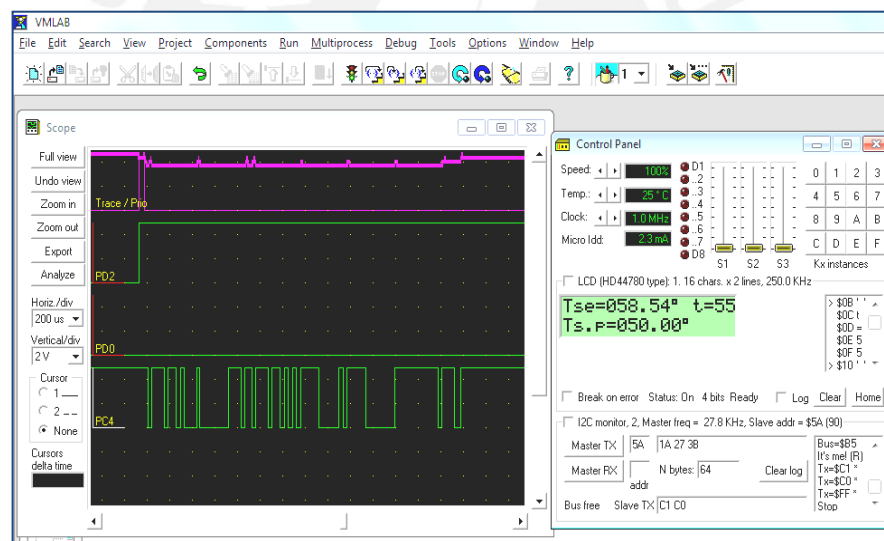 VMLAB
File Edit Search View Project Components Run Multiprocess Debug Tools Options Window Help
1
Scope
Full view
Undo view
Zoom in
Zoom out
Export
Analyze
Horiz./div
200 us
Vertical/div
2 V
Cursor
1
2
None
Cursors
delta time
Trace / Prio
PD2
PD0
PC4
Control Panel
Speed: 100%
Temp.: 25 ° C
Clock: 1.0 MHz
Micro Idd: 2.3 mA
D1
..2
..3
..4
..5
..6
..7
D8
S1 S2 S3
0 1 2 3
4 5 6 7
8 9 A B
C D E F
Kx instances
LCD (HD44780 type): 1. 16 chars. x 2 lines, 250.0 KHz
Tse=058.54° t=55
Ts.p=050.00°
> $0B ' '
$0C t
$0D =
$0E 5
$0F 5
> $10 ' '
Break on error Status: On 4 bits Ready Log Clear Home
I2C monitor, 2, Master freq = 27.8 KHz, Slave addr = $5A (90)
Master TX 5A 1A 27 3B
Master RX N bytes: 64 Clear log
addr
Bus free Slave TX C1 C0
Bus=$B5
It's me! (R)
Tx=$C1 *
Tx=$C0 *
Tx=$FF *
Stop